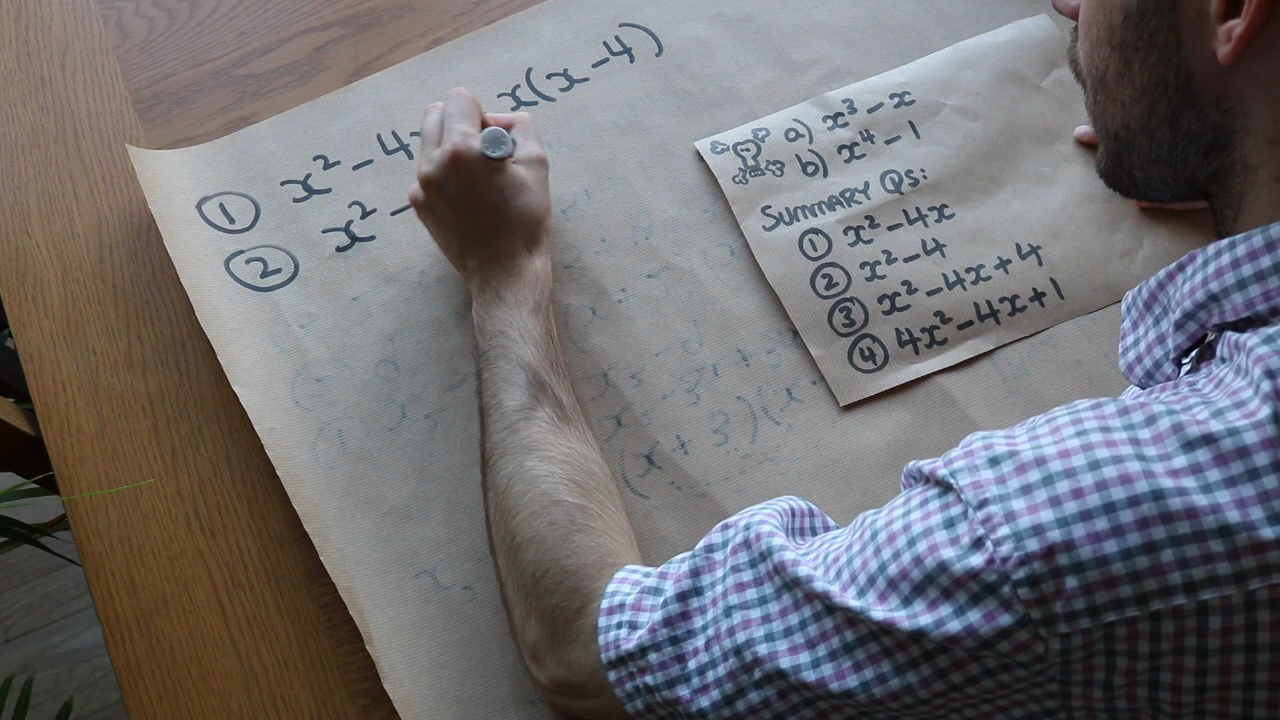 ① x² - 4x x(x - 4)
② x² -
a) x³ - x
b) x⁴ - 1
SUMMARY QS:
① x² - 4x
② x² - 4
③ x² - 4x + 4
④ 4x² - 4x + 1
(x + 3)(x